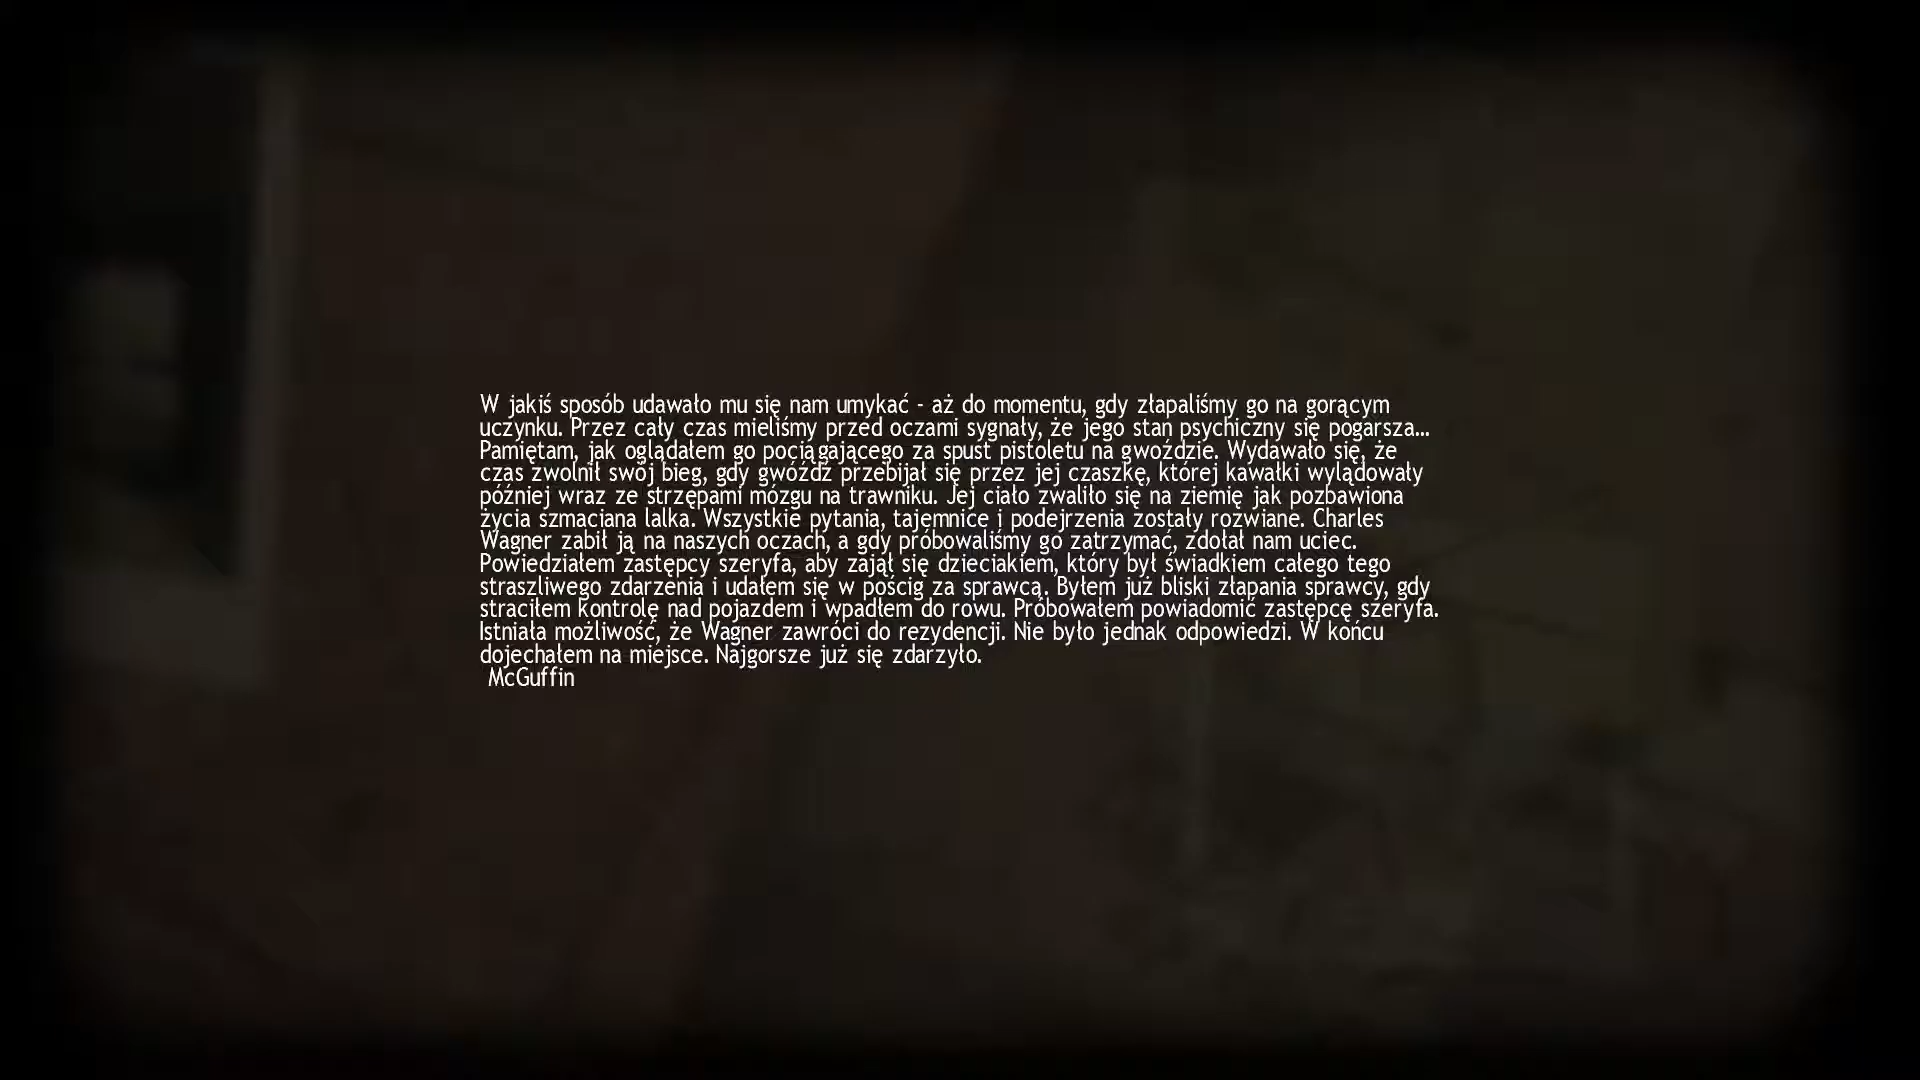 W jakiś sposób udawało mu się nam umykać - aż do momentu, gdy złapaliśmy go na gorącym
uczynku. Przez cały czas mieliśmy przed oczami sygnały, że jego stan psychiczny się pogarsza...
Pamiętam, jak oglądałem go pociągającego za spust pistoletu na gwoździe. Wydawało się, że
czas zwolnił swój bieg, gdy gwóźdź przebijał się przez jej czaszkę, której kawałki wylądowały
później wraz ze strzępami mózgu na trawniku. Jej ciało zwaliło się na ziemię jak pozbawiona
życia szmaciana lalka. Wszystkie pytania, tajemnice i podejrzenia zostały rozwiane. Charles
Wagner zabił ją na naszych oczach, a gdy próbowaliśmy go zatrzymać, zdołał nam uciec.
Powiedziałem zastępcy szeryfa, aby zajął się dzieciakiem, który był świadkiem całego tego
straszliwego zdarzenia i udałem się w pościg za sprawcą. Byłem już bliski złapania sprawcy, gdy
straciłem kontrolę nad pojazdem i wpadłem do rowu. Próbowałem powiadomić zastępcę szeryfa.
Istniała możliwość, że Wagner zawróci do rezydencji. Nie było jednak odpowiedzi. W końcu
dojechałem na miejsce. Najgorsze już się zdarzyło.
McGuffin